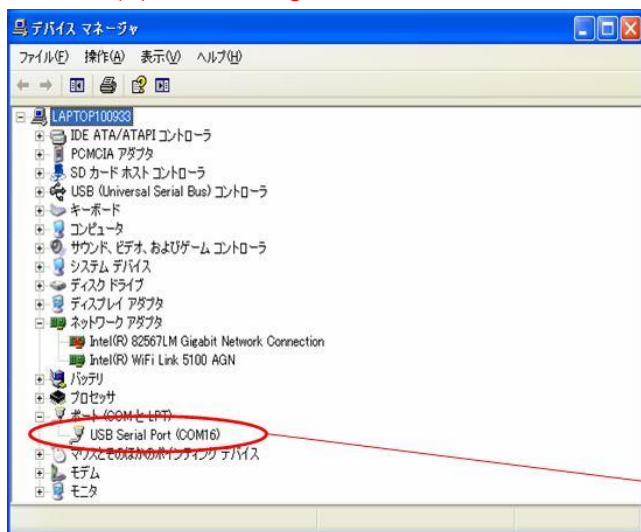 デバイス マネージャ
ファイル(F) 操作(A) 表示(V) ヘルプ(H)
LAPTOP100933
IDE ATA/ATAPI コントローラ
PCMCIA アダプタ
SD カード ホスト コントローラ
USB (Universal Serial Bus) コントローラ
キーボード
コンピュータ
サウンド、ビデオ、およびゲーム コントローラ
システム デバイス
ディスク ドライブ
ディスプレイ アダプタ
ネットワーク アダプタ
Intel(R) 82567LM Gigabit Network Connection
Intel(R) WiFi Link 5100 AGN
バッテリ
プロセッサ
ポート (COM と LPT)
USB Serial Port (COM16)
マウスとそのほかのポインティング デバイス
モデム
モニタ